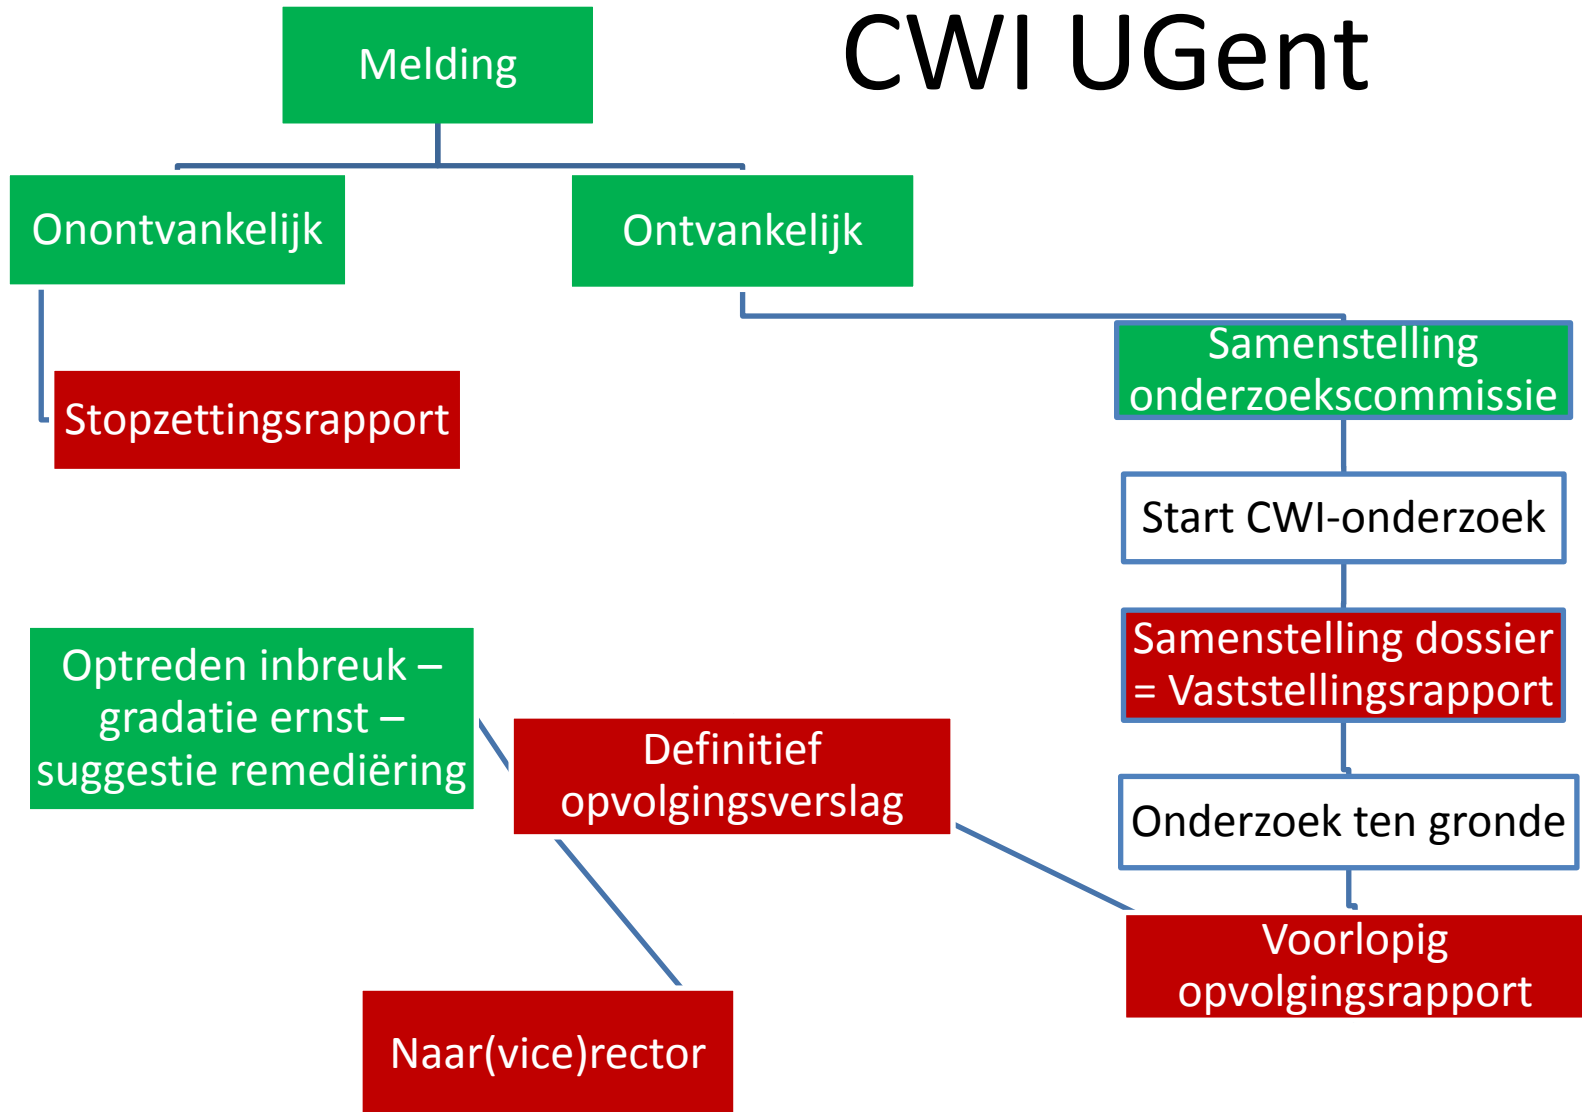 CWI UGent
Melding
Onontvankelijk
Ontvankelijk
Stopzettingsrapport
Samenstelling
onderzoekscommissie
Start CWI-onderzoek
Samenstelling dossier
= Vaststellingsrapport
Onderzoek ten gronde
Voorlopig
opvolgingsrapport
Definitief
opvolgingsverslag
Optreden inbreuk –
gradatie ernst –
suggestie remediëring
Naar(vice)rector